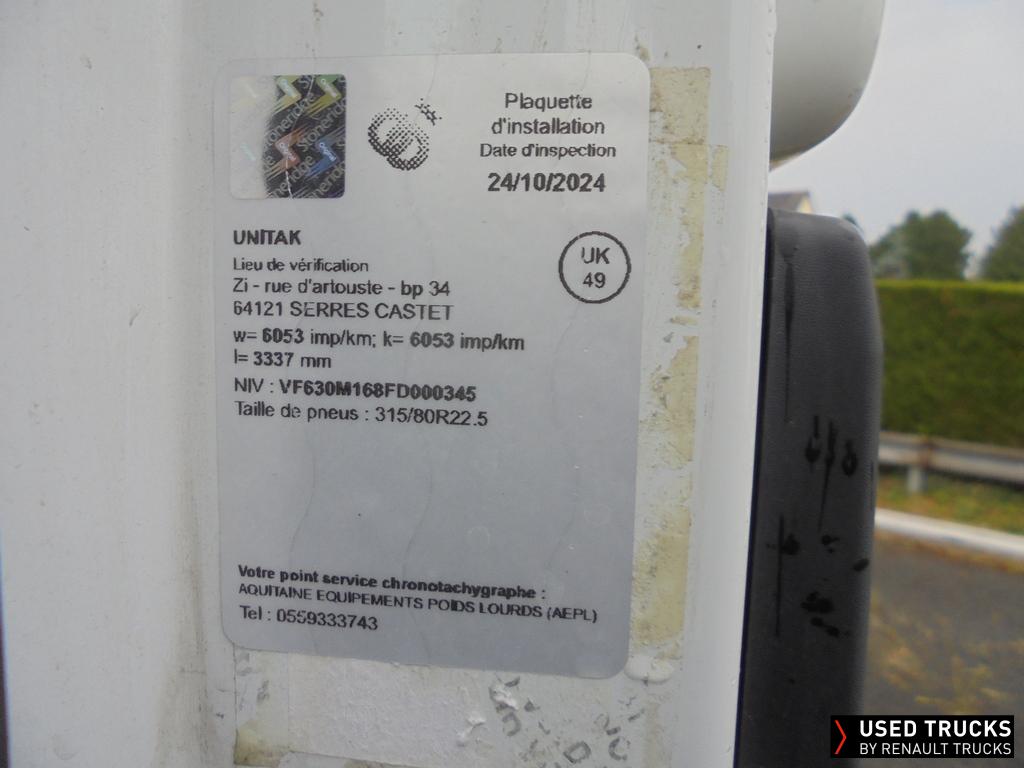 Stoneridge
Plaquette
d'installation
Date d'inspection
24/10/2024
UNITAK
Lieu de vérification
Zi - rue d'artouste - bp 34
64121 SERRES CASTET
UK
49
w= 6053 imp/km; k= 6053 imp/km
l= 3337 mm
NIV : VF630M168FD000345
Taille de pneus : 315/80R22.5
Votre point service chronotachygraphe :
AQUITAINE EQUIPEMENTS POIDS LOURDS (AEPL)
Tel : 0559333743
USED TRUCKS
BY RENAULT TRUCKS